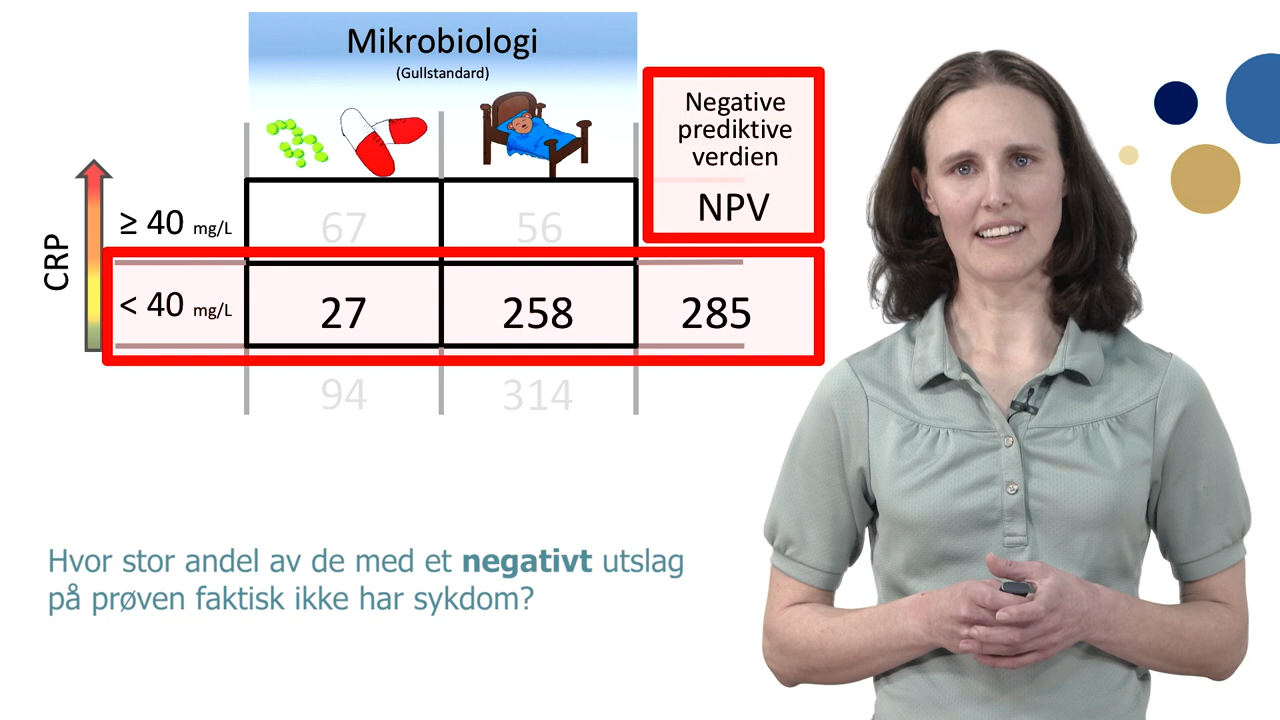 Mikrobiologi
(Gullstandard)
Negative
prediktive
verdien
NPV
CRP
≥ 40 mg/L
67
56
< 40 mg/L
27
258
285
94
314
Hvor stor andel av de med et negativt utslag
på prøven faktisk ikke har sykdom?